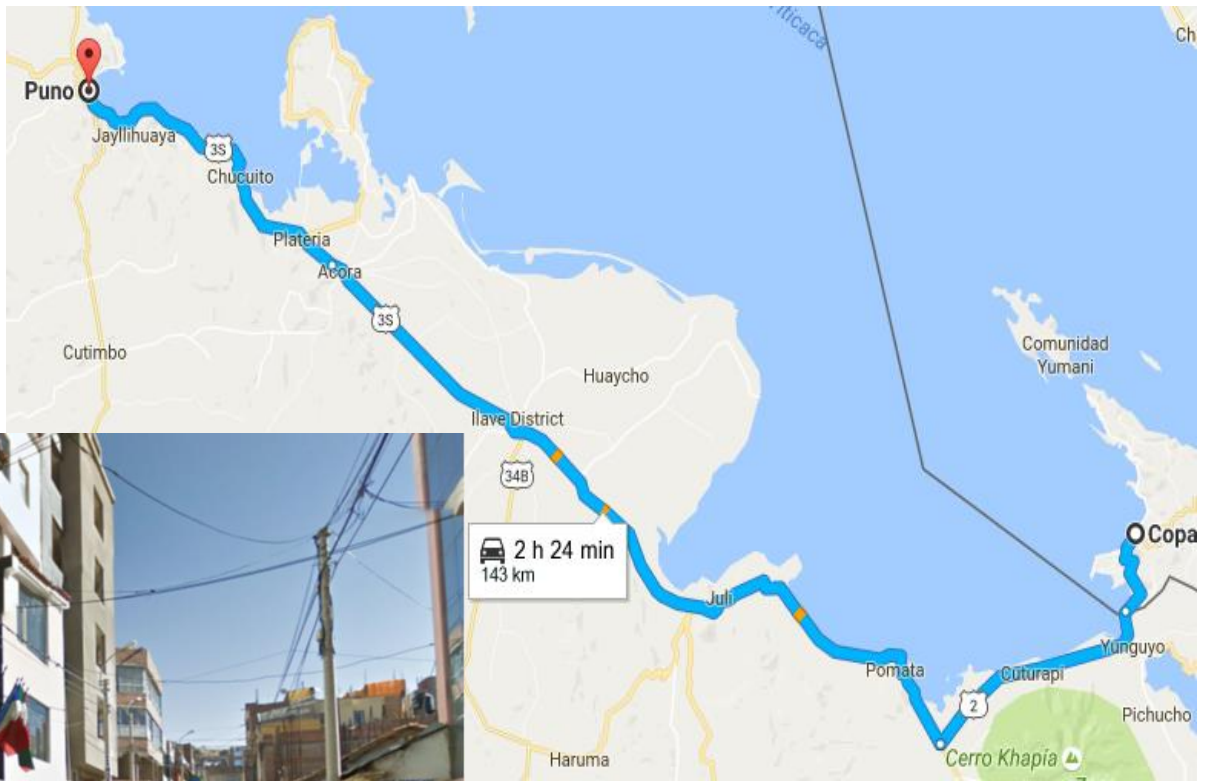 iticaca
Ch
Puno
Jayllihuaya
3S
Chucuito
Plateria
Acora
3S
Cutimbo
Comunidad
Yumani
Huaycho
Ilave District
34B
2 h 24 min
143 km
Copa
Juli
Yunguyo
Pomata
Cuturapi
2
Pichucho
Haruma
Cerro Khapía